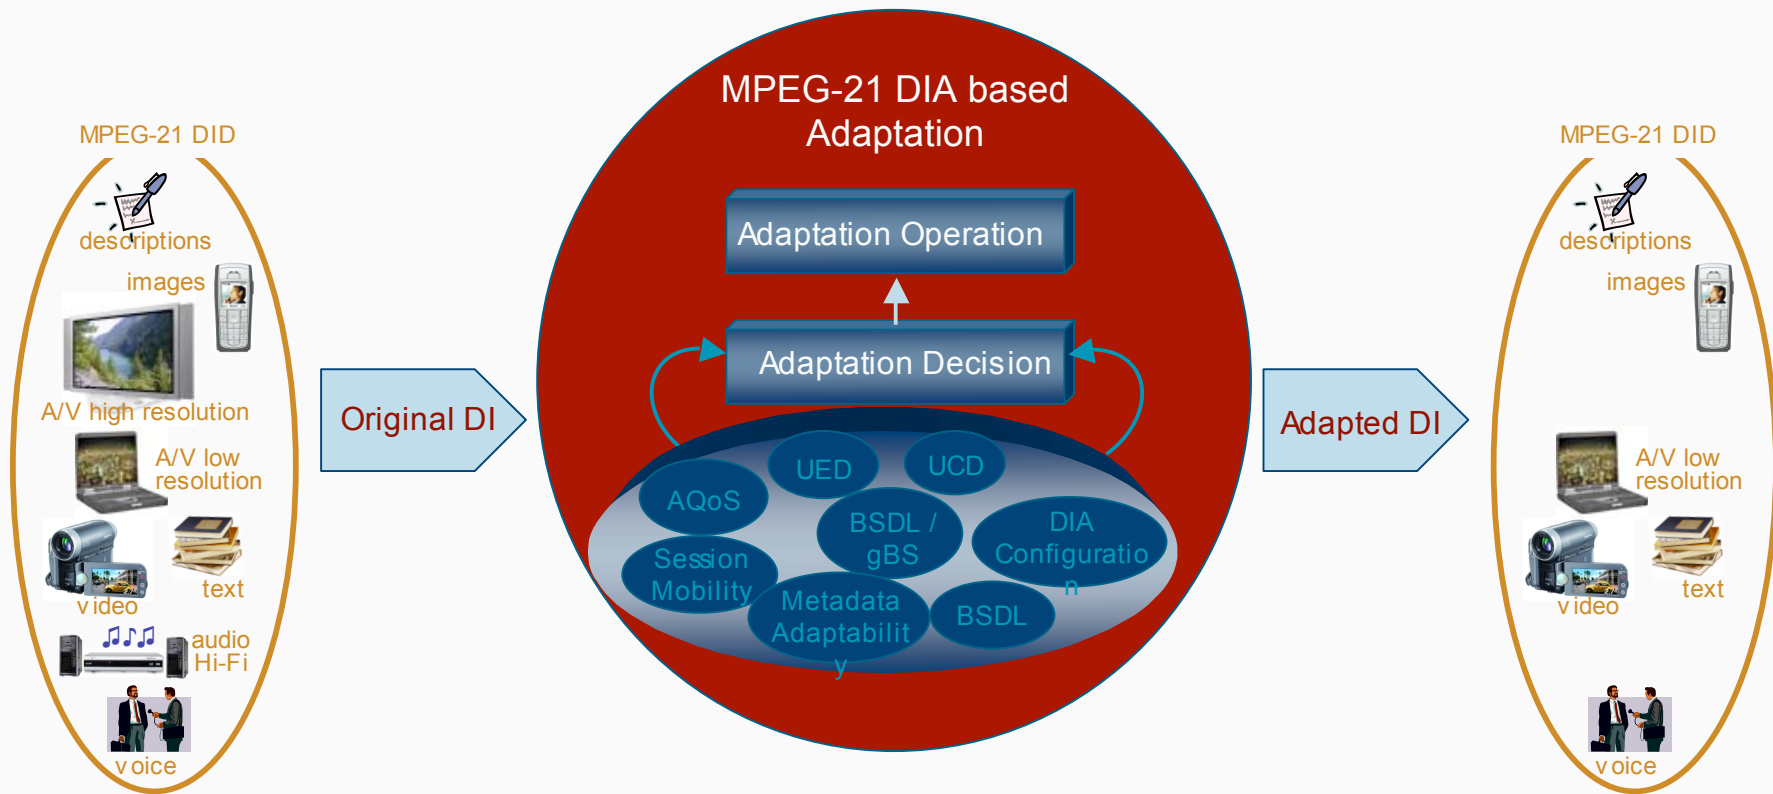 MPEG-21 DID
descriptions
images
A/V high resolution
A/V low
resolution
video
text
audio
Hi-Fi
voice
Original DI
MPEG-21 DIA based
Adaptation
Adaptation Operation
Adaptation Decision
UED
UCD
AQoS
BSDL /
gBS
DIA
Configuratio
n
Session
Mobility
Metadada
Adaptabilit
y
BSDL
Adapted DI
MPEG-21 DID
descriptions
images
A/V low
resolution
video
text
voice